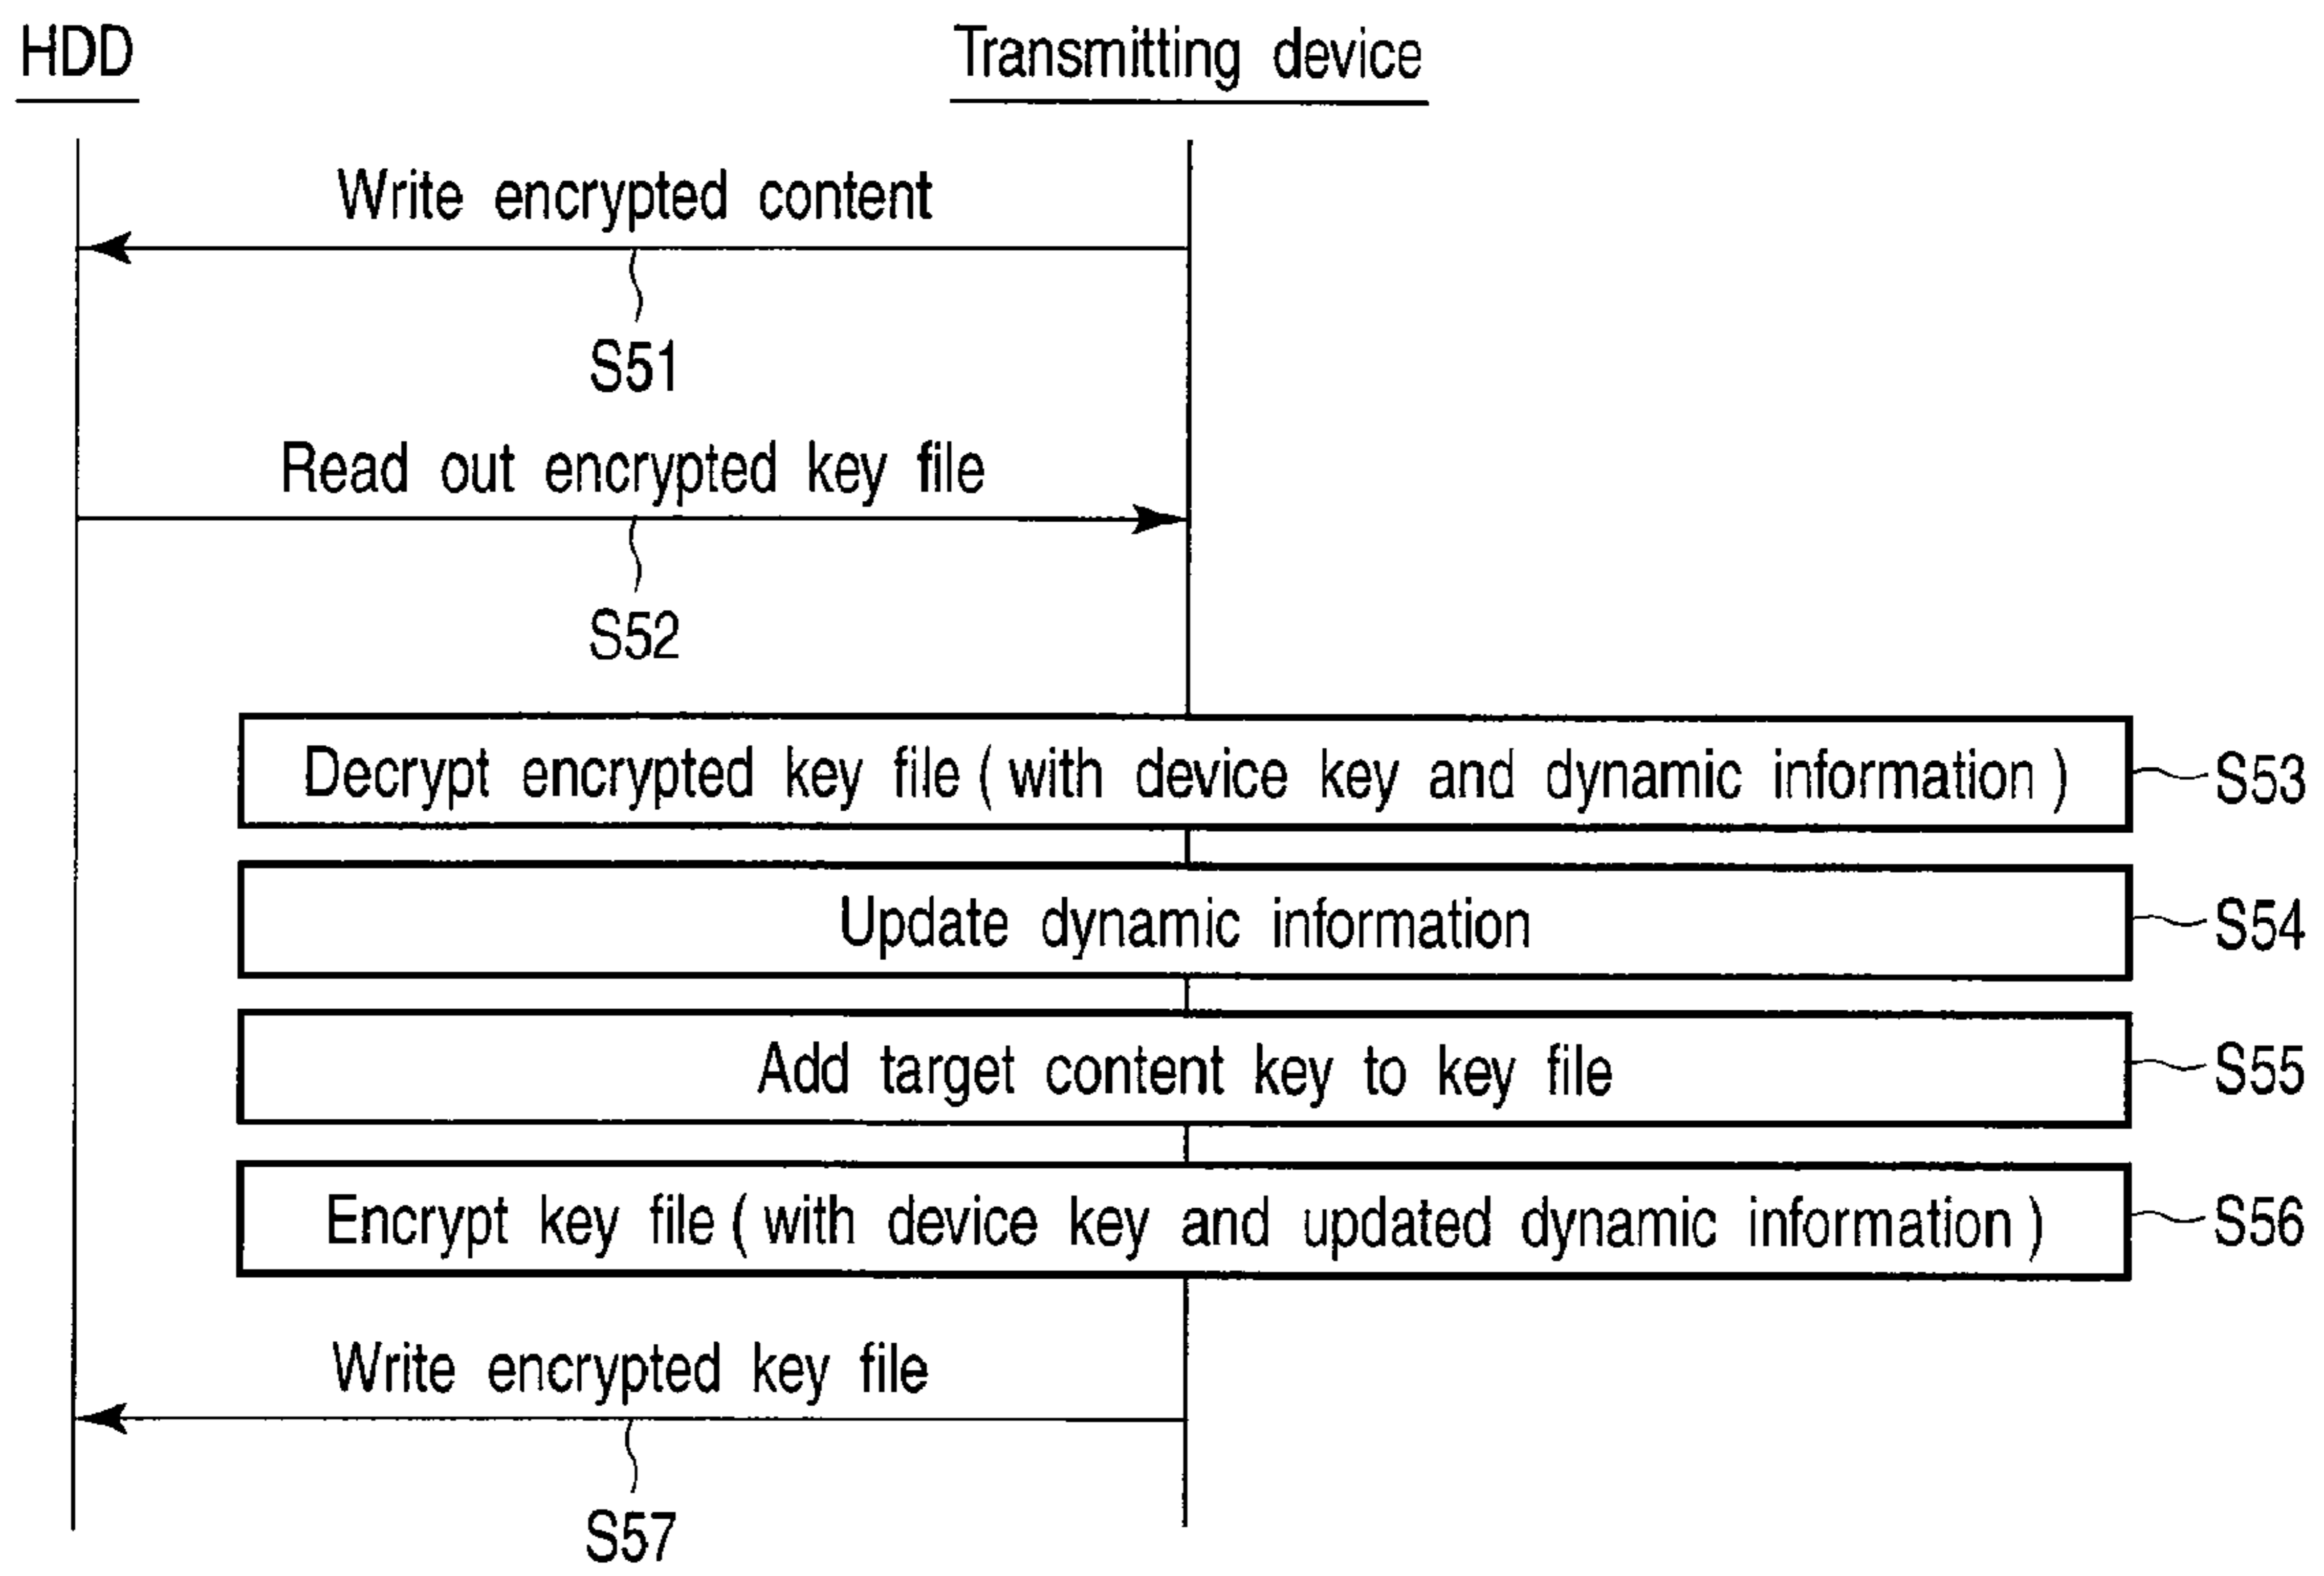 HDD
Transmitting device
Write encrypted content
S51
Read out encrypted key file
S52
Decrypt encrypted key file (with device key and dynamic information)
S53
Update dynamic information
S54
Add target content key to key file
S55
Encrypt key file (with device key and updated dynamic information)
S56
Write encrypted key file
S57